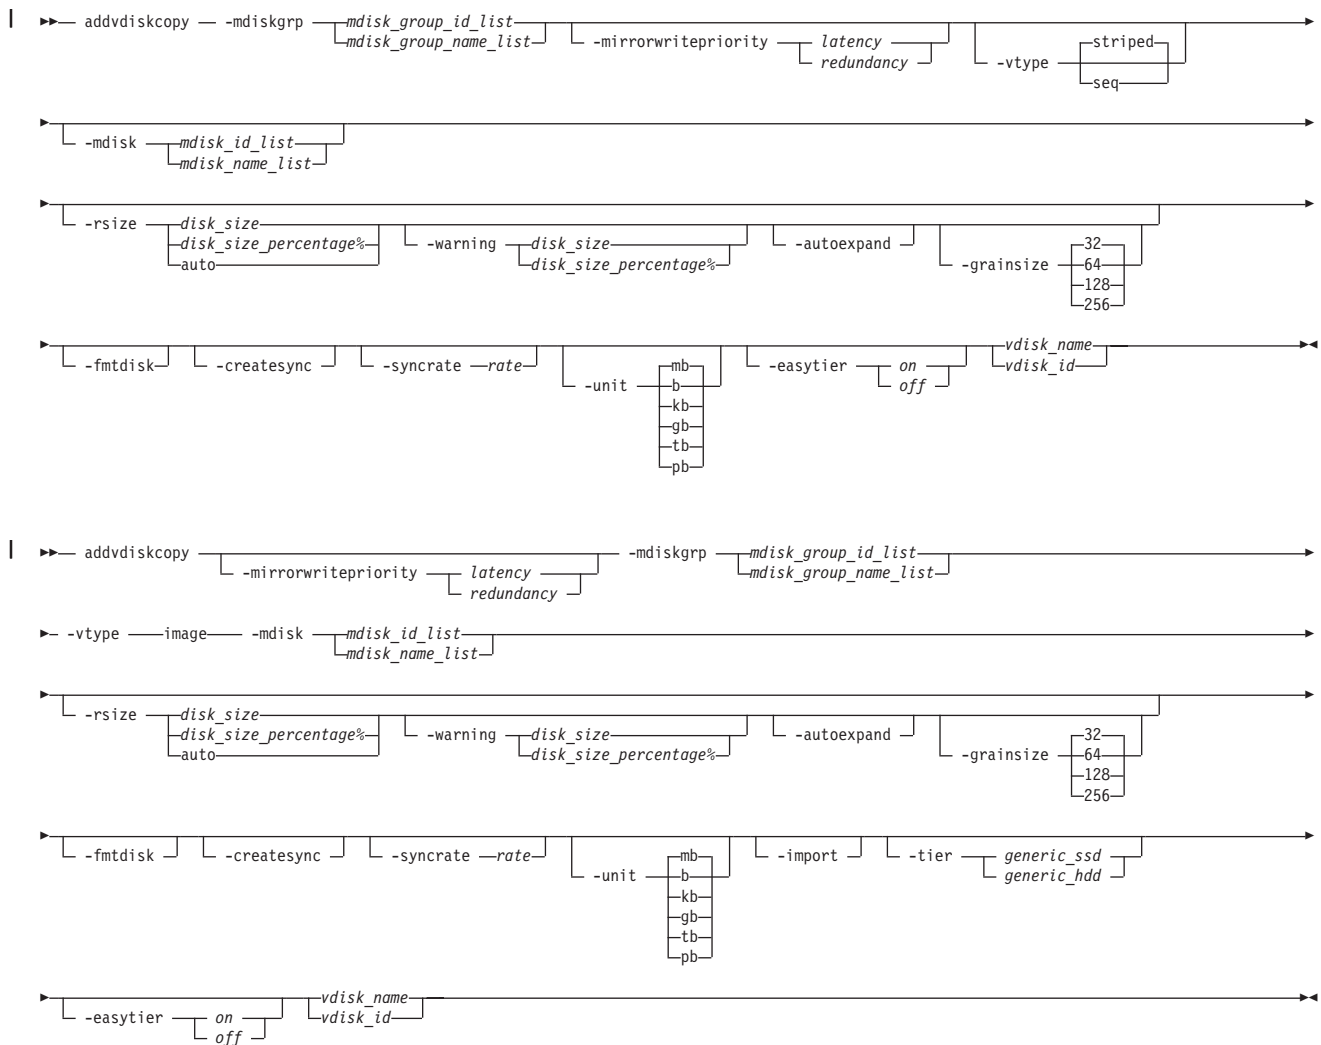 addvdiskcopy -mdiskgrp mdisk_group_id_list striped
mdisk_group_name_list -mirrorwritepriority latency -vtype
redundancy seq
-mdisk mdisk_id_list
mdisk_name_list
-rsize disk_size
disk_size_percentage% -warning disk_size -autoexpand 32
auto disk_size_percentage% -grainsize 64
128
256
vdisk_name
-fmtdisk -createsync -syncrate rate mb -easytier on vdisk_id
-unit b off
kb
gb
tb
pb
addvdiskcopy -mdiskgrp mdisk_group_id_list
-mirrorwritepriority latency mdisk_group_name_list
redundancy
-vtype image -mdisk mdisk_id_list
mdisk_name_list
-rsize disk_size
disk_size_percentage% -warning disk_size -autoexpand 32
auto disk_size_percentage% -grainsize 64
128
256
-fmtdisk -createsync -syncrate rate mb -import -tier generic_ssd
-unit b generic_hdd
kb
gb
tb
pb
vdisk_name
-easytier on vdisk_id
off